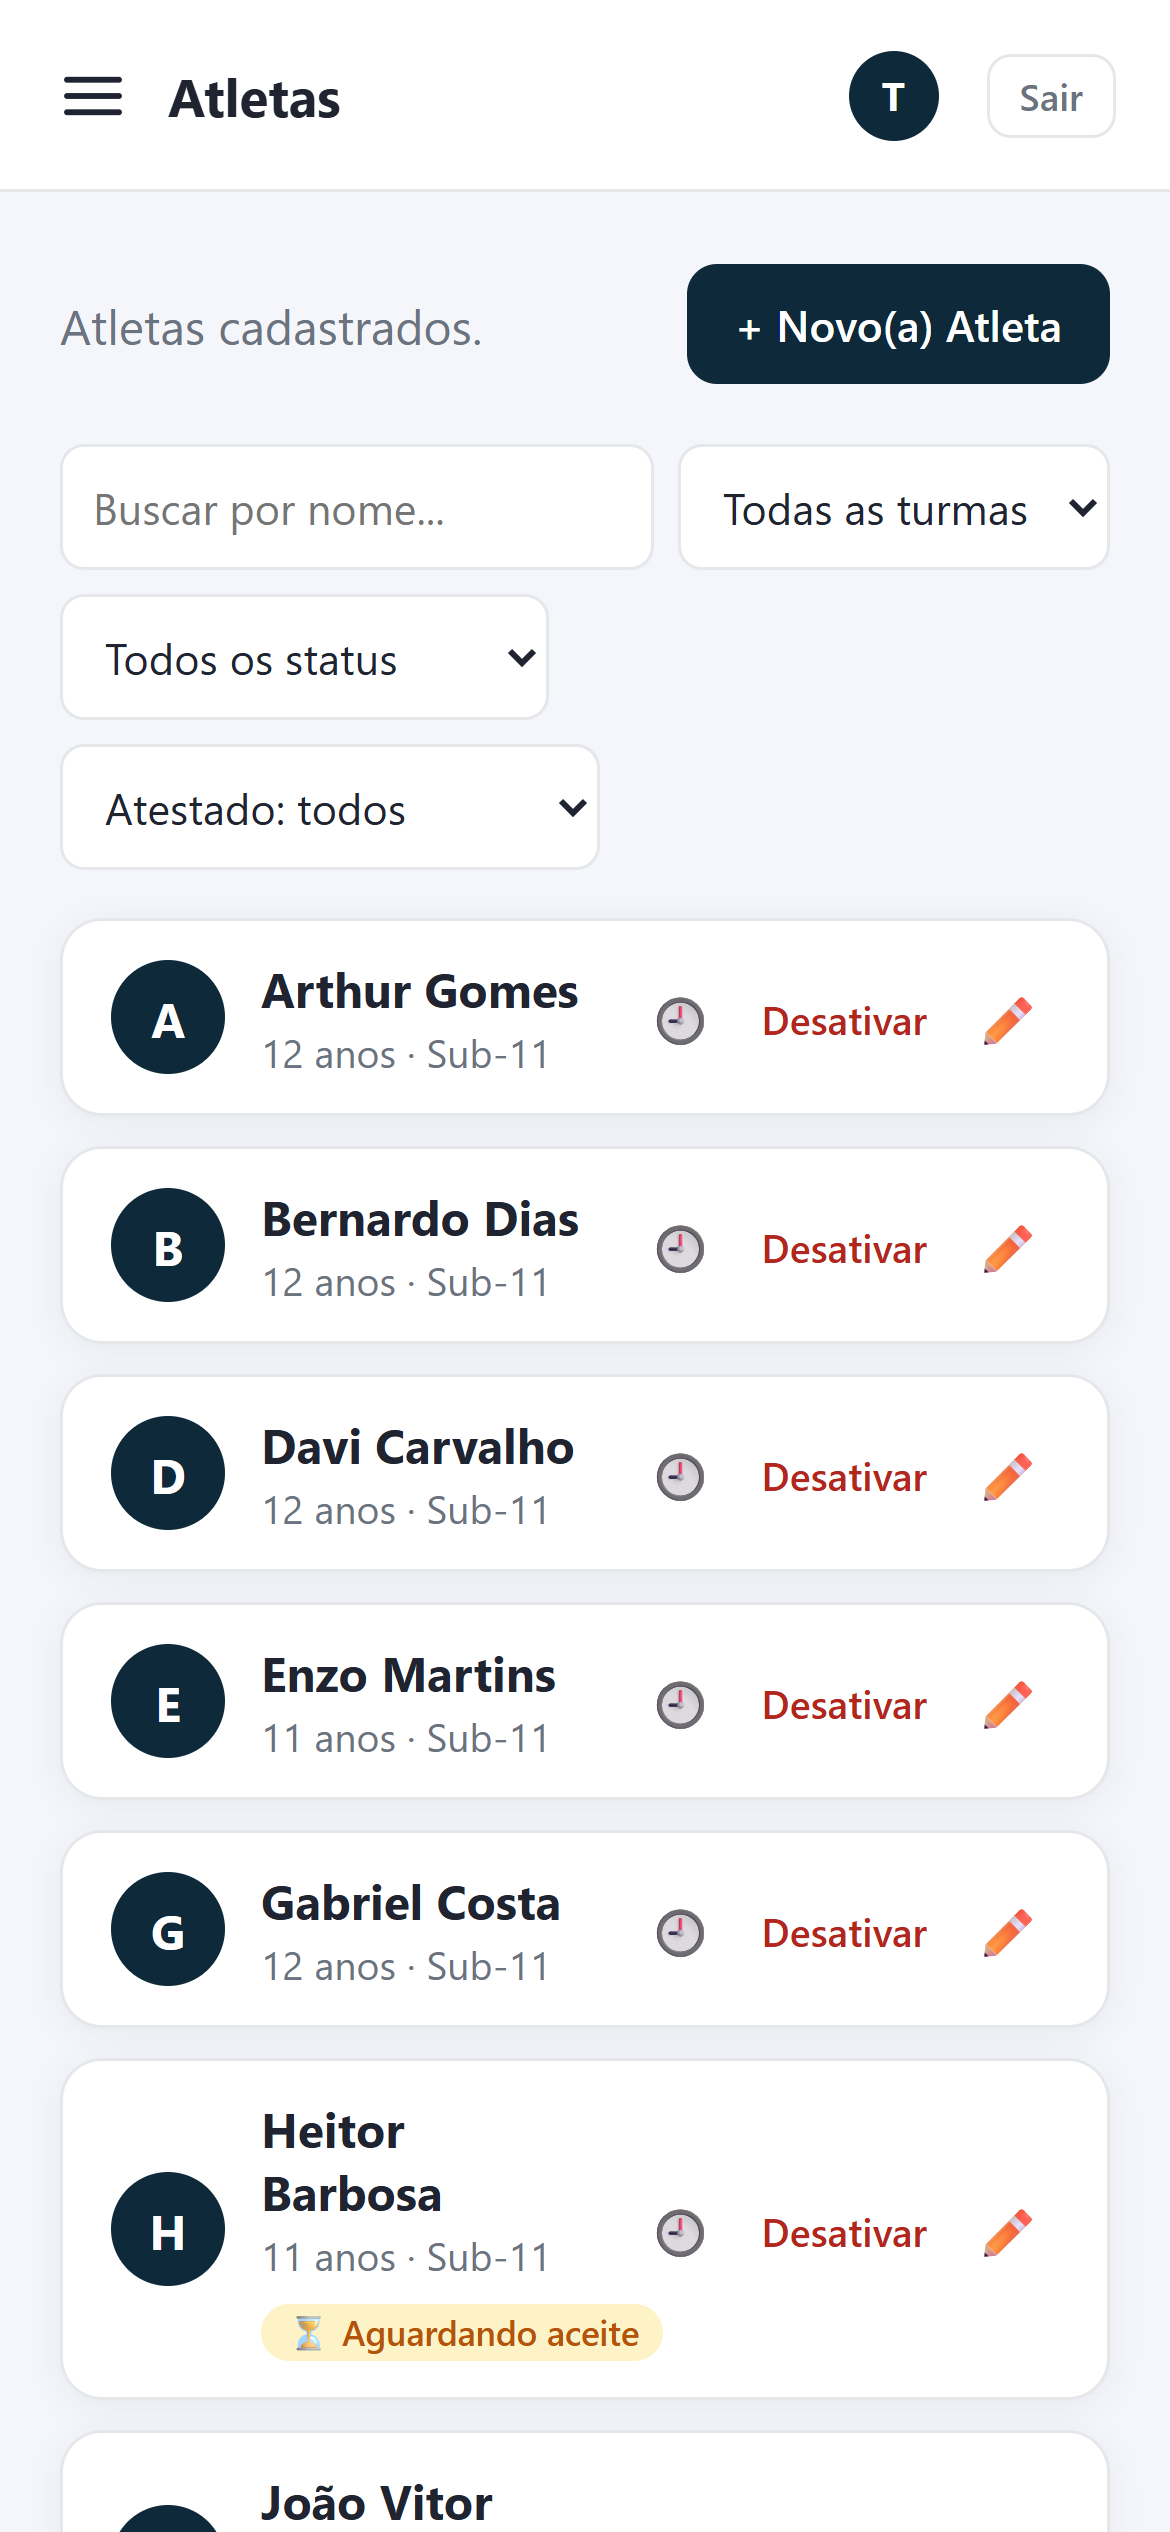 Atletas
T
Sair
Atletas cadastrados.
+ Novo(a) Atleta
Buscar por nome...
Todas as turmas
Todos os status
Atestado: todos
A
Arthur Gomes
12 anos · Sub-11
Desativar
B
Bernardo Dias
12 anos · Sub-11
Desativar
D
Davi Carvalho
12 anos · Sub-11
Desativar
E
Enzo Martins
11 anos · Sub-11
Desativar
G
Gabriel Costa
12 anos · Sub-11
Desativar
H
Heitor
Barbosa
11 anos · Sub-11
Desativar
⏳ Aguardando aceite
João Vitor